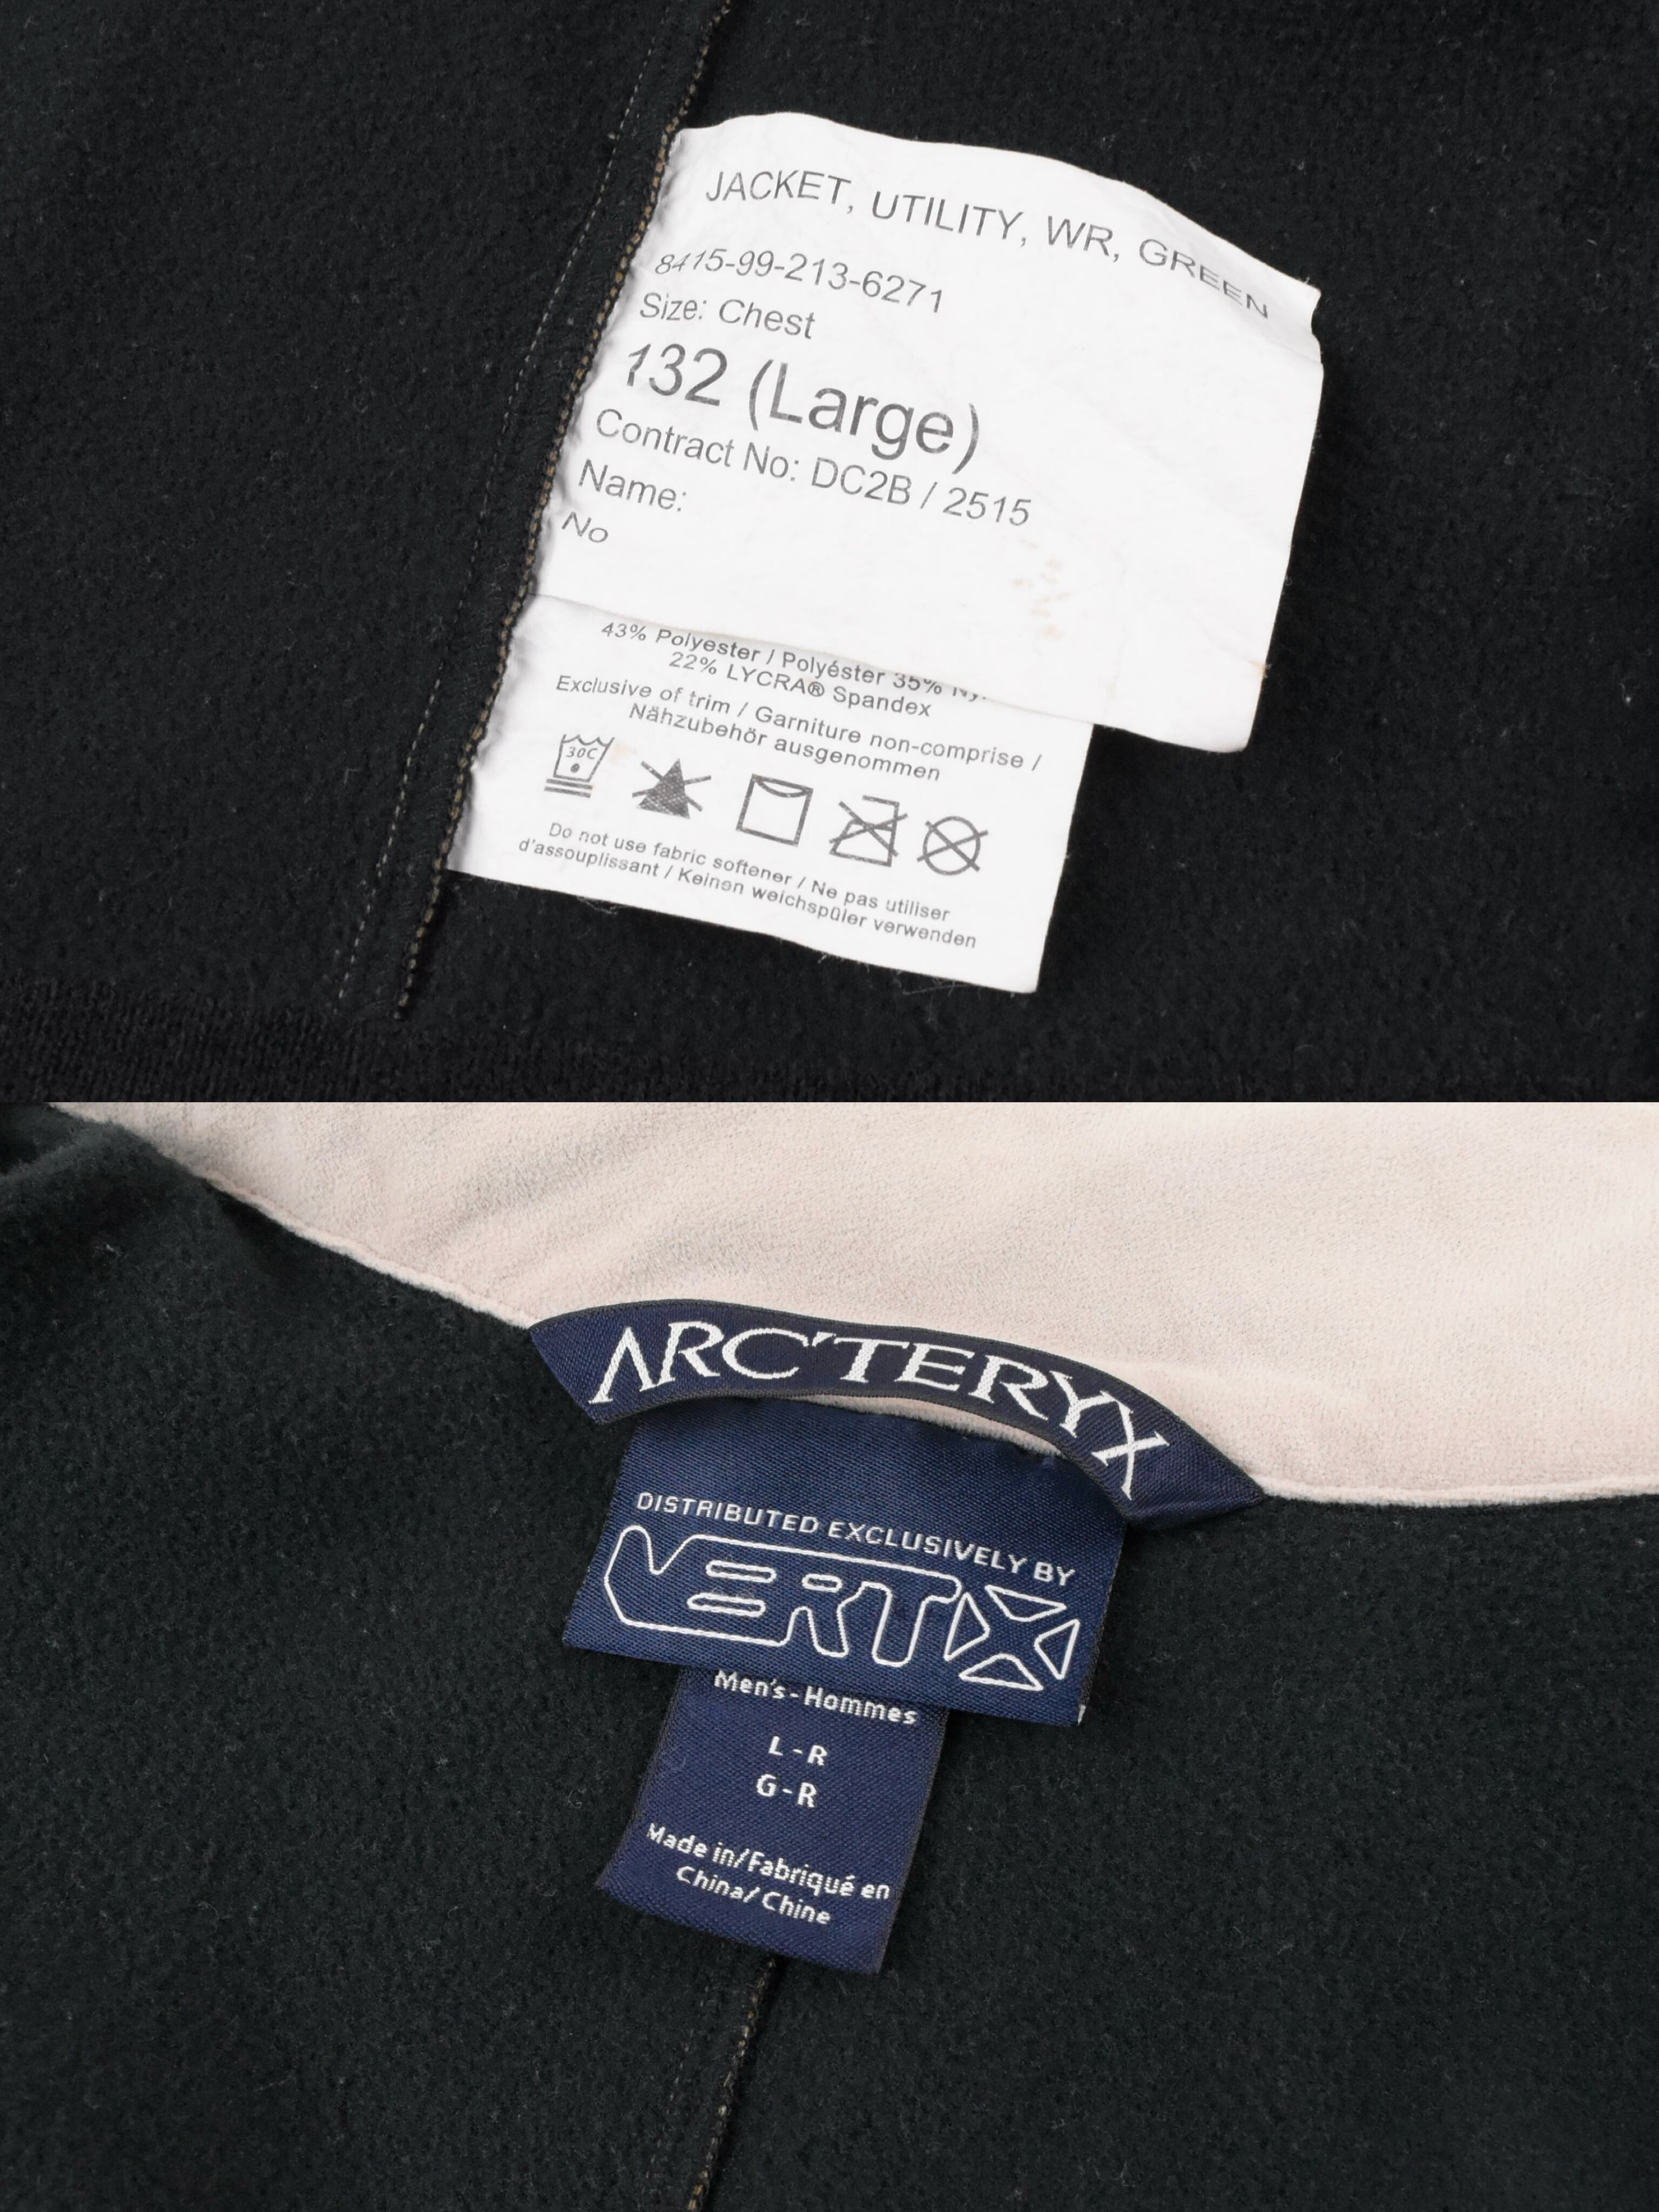 JACKET, UTILITY, WR, GREEN
8415-99-213-6271
Size: Chest
132 (Large)
Contract No: DC2B / 2515
Name:
No
43% Polyester / Polyéster 35%
22% LYCRA® Spandex
Exclusive of trim / Garniture non-comprise /
Nähzubehör ausgenommen
30C
Do not use fabric softener / Ne pas utiliser
d'assouplissant / Keinen weichspüler verwenden
ARC'TERYX
DISTRIBUTED EXCLUSIVELY BY
VERTX
Men's-Hommes
L-R
G-R
Made in/Fabriqué en
China/Chine